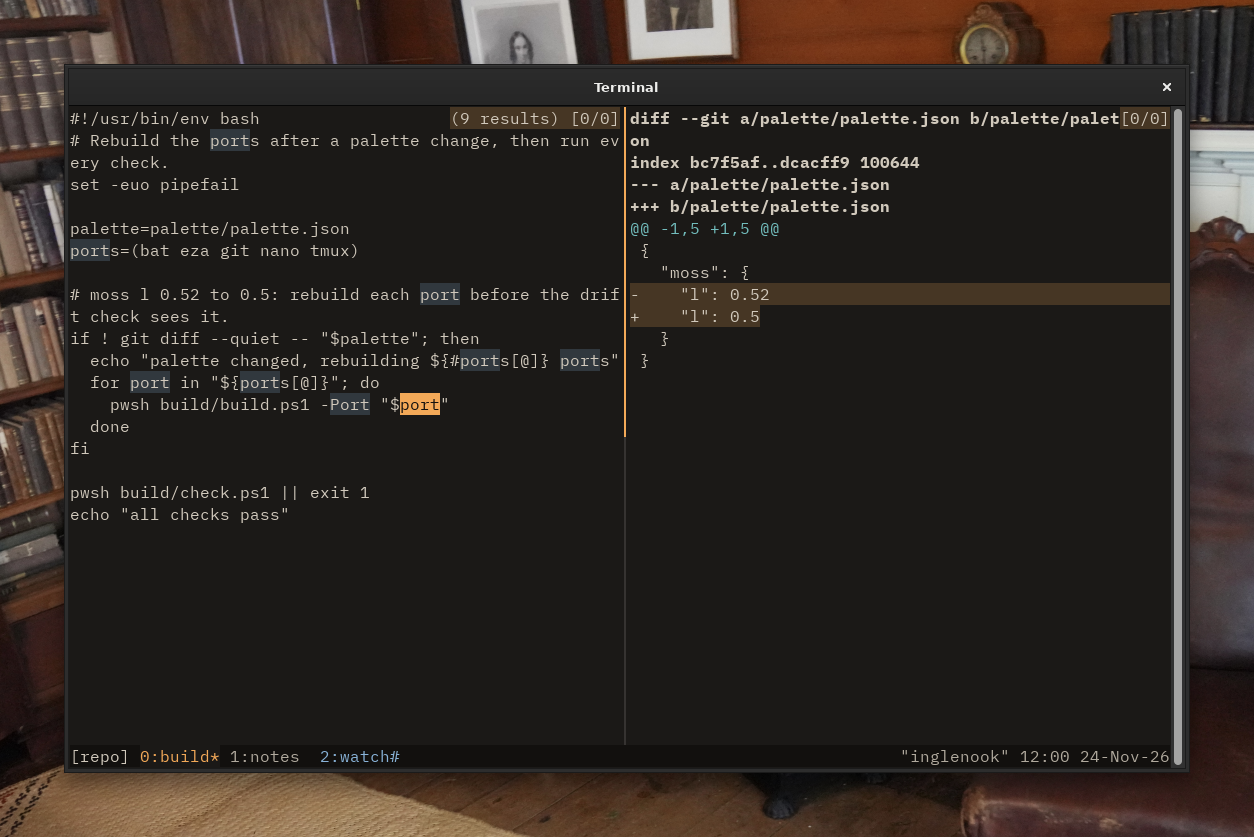 Terminal
#!/usr/bin/env bash (9 results) [0/0]
# Rebuild the ports after a palette change, then run ev
ery check.
set -euo pipefail
palette=palette/palette.json
ports=(bat eza git nano tmux)
# moss l 0.52 to 0.5: rebuild each port before the drif
t check sees it.
if ! git diff --quiet -- "$palette"; then
  echo "palette changed, rebuilding ${#ports[@]} ports"
  for port in "${ports[@]}"; do
    pwsh build/build.ps1 -Port "$port"
  done
fi
pwsh build/check.ps1 || exit 1
echo "all checks pass"
diff --git a/palette/palette.json b/palette/palet[0/0]
on
index bc7f5af..dcacff9 100644
--- a/palette/palette.json
+++ b/palette/palette.json
@@ -1,5 +1,5 @@
 {
   "moss": {
-    "l": 0.52
+    "l": 0.5
   }
 }
[repo] 0:build* 1:notes  2:watch# "inglenook" 12:00 24-Nov-26